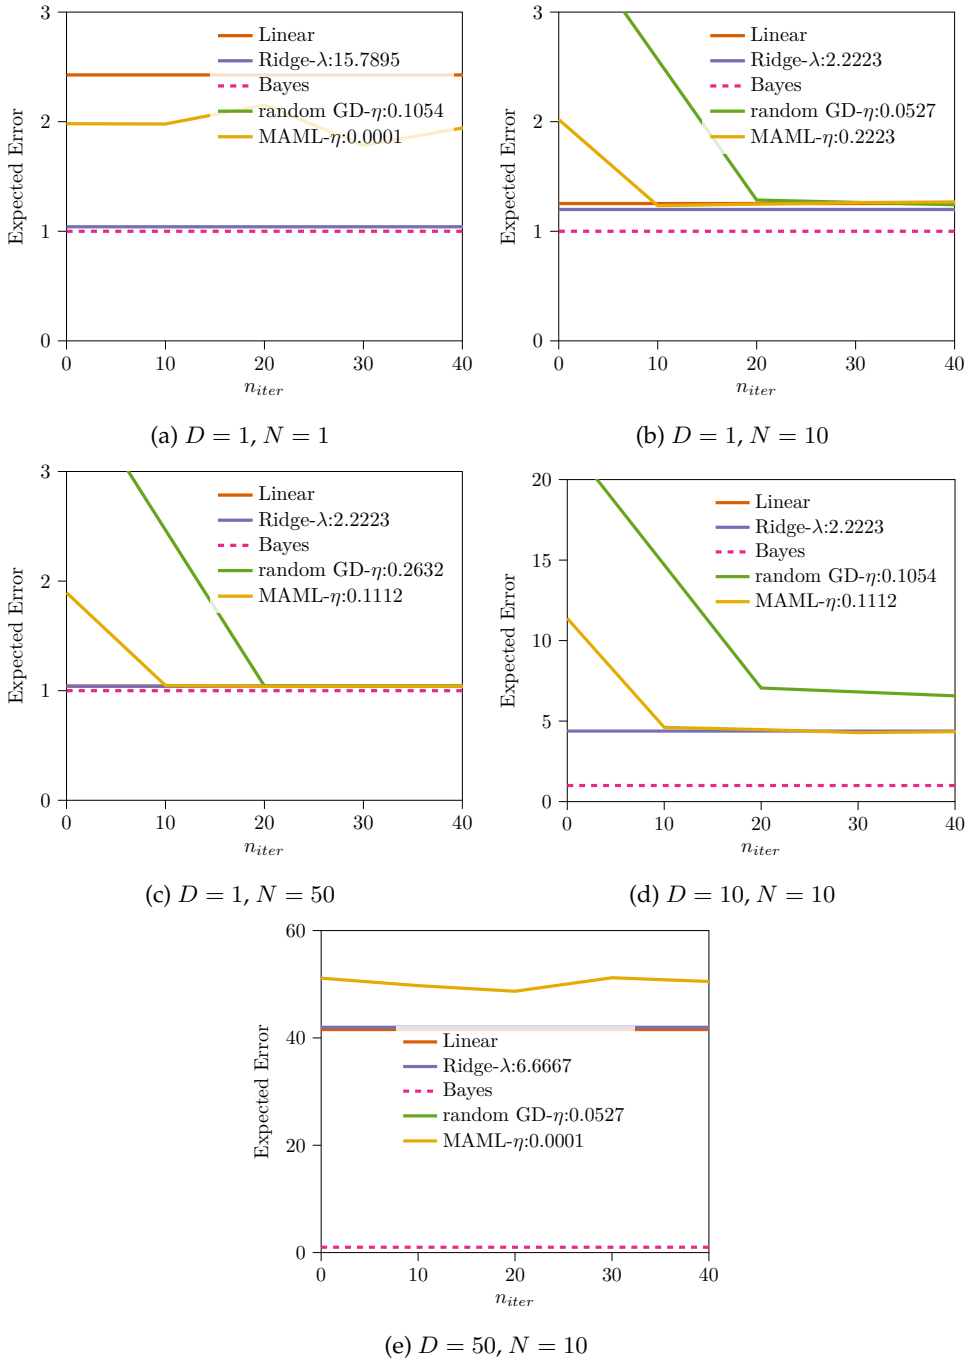 3
2
1
0
Expected Error
Linear
Ridge-λ:15.7895
Bayes
random GD-η:0.1054
MAML-η:0.0001
0 10 20 30 40
n_iter
(a) D = 1, N = 1
3
2
1
0
Expected Error
Linear
Ridge-λ:2.2223
Bayes
random GD-η:0.0527
MAML-η:0.2223
0 10 20 30 40
n_iter
(b) D = 1, N = 10
3
2
1
0
Expected Error
Linear
Ridge-λ:2.2223
Bayes
random GD-η:0.2632
MAML-η:0.1112
0 10 20 30 40
n_iter
(c) D = 1, N = 50
20
15
10
5
0
Expected Error
Linear
Ridge-λ:2.2223
Bayes
random GD-η:0.1054
MAML-η:0.1112
0 10 20 30 40
n_iter
(d) D = 10, N = 10
60
40
20
0
Expected Error
Linear
Ridge-λ:6.6667
Bayes
random GD-η:0.0527
MAML-η:0.0001
0 10 20 30 40
n_iter
(e) D = 50, N = 10